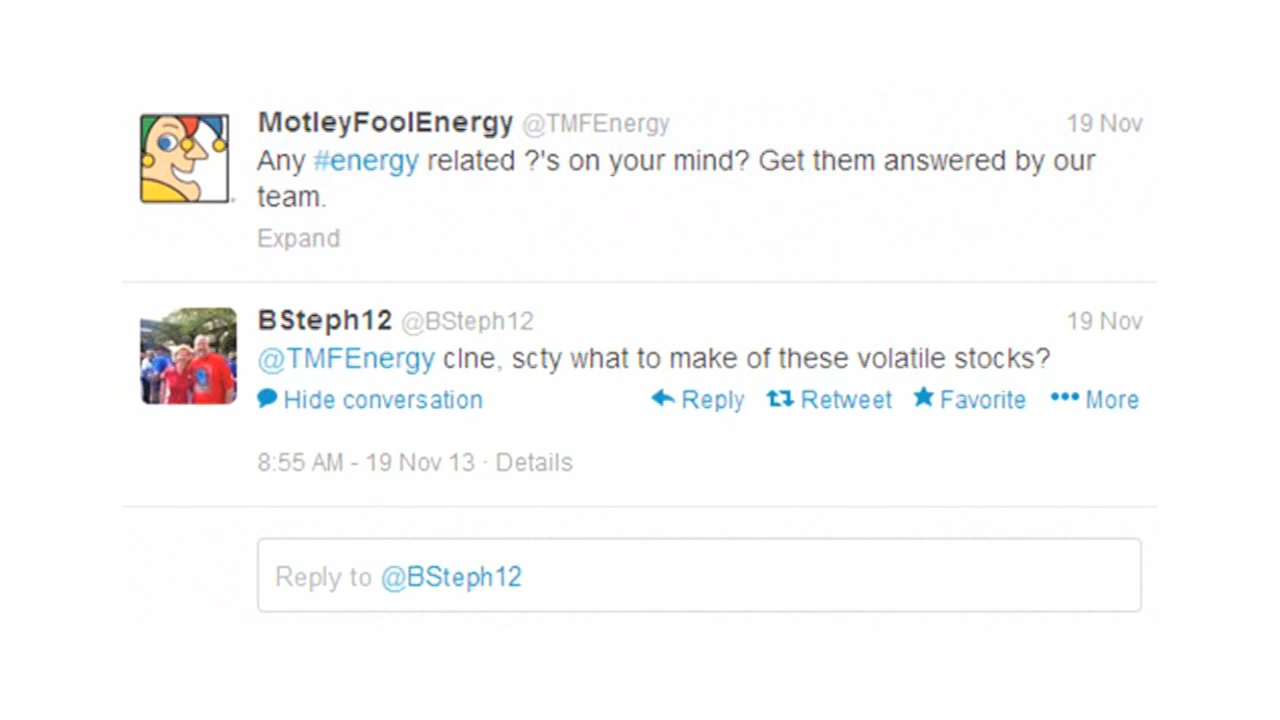 MotleyFoolEnergy @TMFEnergy 19 Nov
Any #energy related ?'s on your mind? Get them answered by our
team.
Expand
BSteph12 @BSteph12 19 Nov
@TMFEnergy clne, scty what to make of these volatile stocks?
Hide conversation Reply Retweet Favorite More
8:55 AM - 19 Nov 13 · Details
Reply to @BSteph12